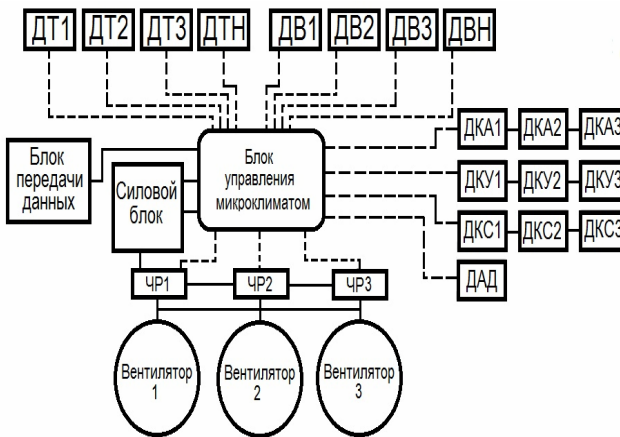 ДТ1 ДТ2 ДТ3 ДТН ДВ1 ДВ2 ДВ3 ДВН
ДКА1 ДКА2 ДКА3
Блок
передачи
данных
Силовой
блок
Блок
управления
микроклиматом
ДКУ1 ДКУ2 ДКУ3
ДКС1 ДКС2 ДКС3
ДАД
ЧР1 ЧР2 ЧР3
Вентилятор
1
Вентилятор
2
Вентилятор
3